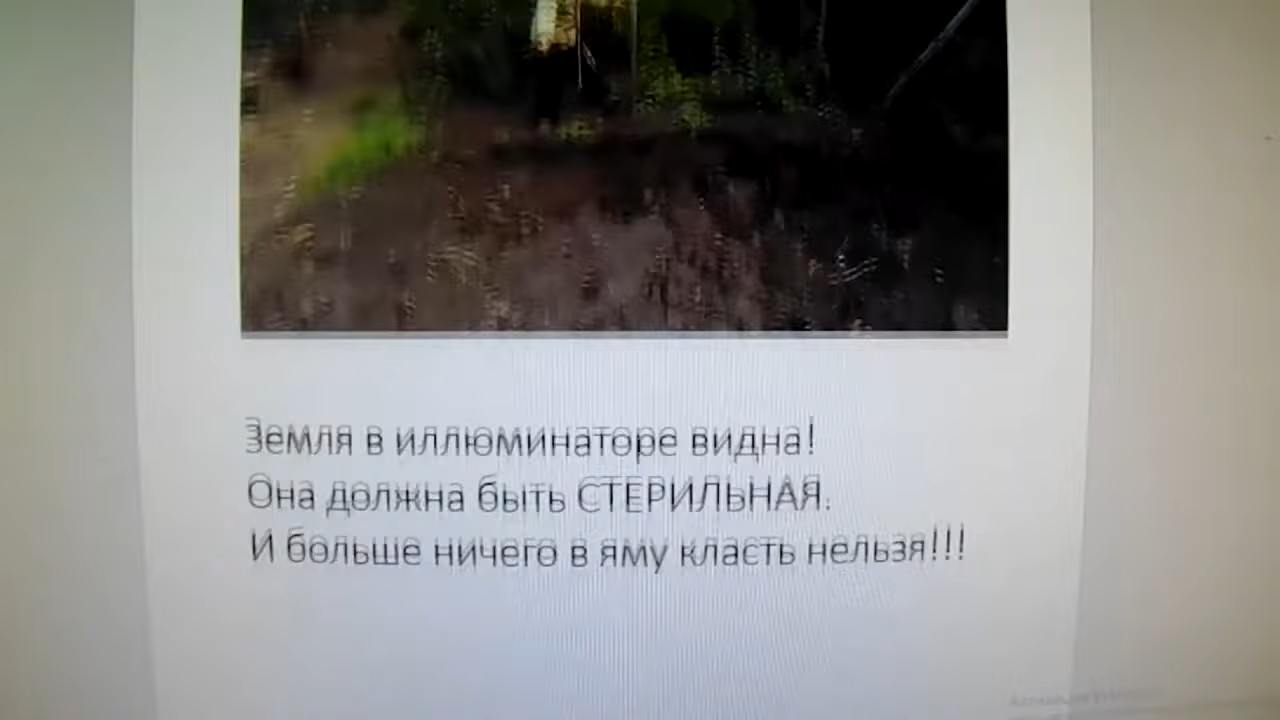 Земля в иллюминаторе видна!
Она должна быть СТЕРИЛЬНАЯ.
И больше ничего в яму класть нельзя!!!